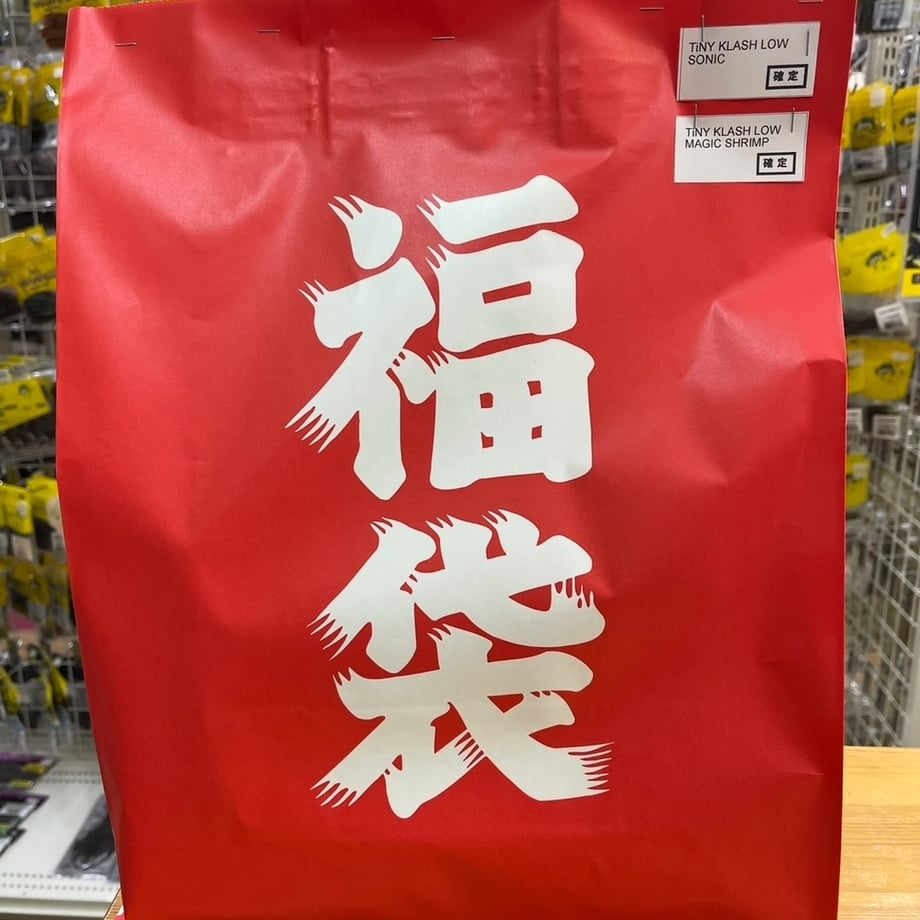 TiNY KLASH LOW
SONIC
確定
TiNY KLASH LOW
MAGIC SHRIMP
確定
福
袋